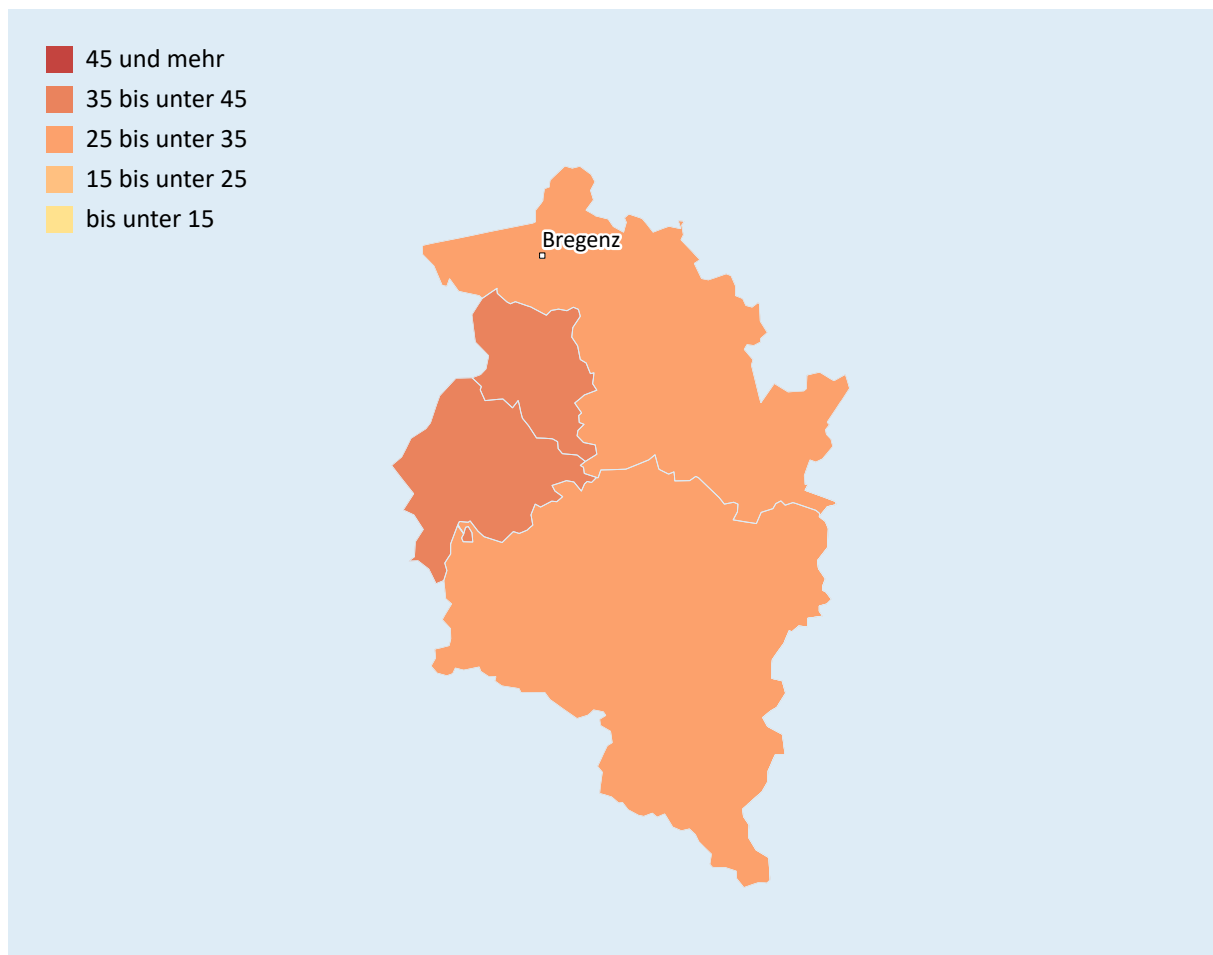 45 und mehr
35 bis unter 45
25 bis unter 35
15 bis unter 25
bis unter 15
Bregenz